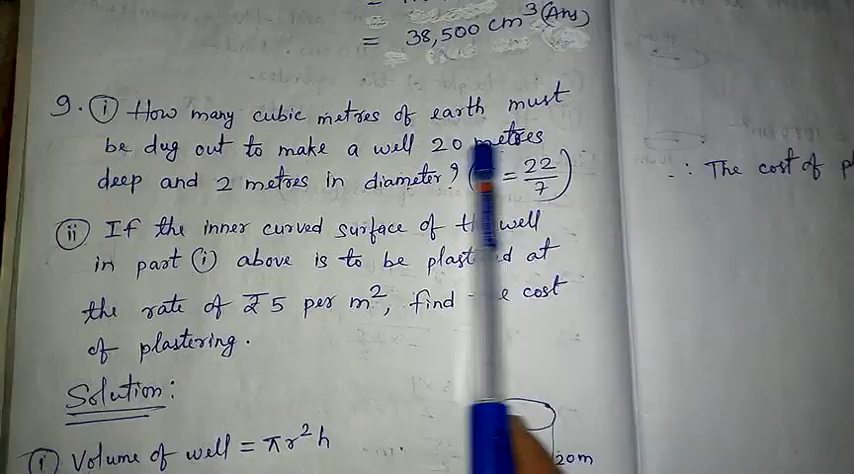 = 38,500 cm³ (Ans)
9. (i) How many cubic metres of earth must
be dug out to make a well 20 metres
deep and 2 metres in diameter? ( = 22/7)
(ii) If the inner curved surface of well
in part (i) above is to be at
the rate of ₹5 per m², find cost
of plastering.
Solution:
(i) Volume of well = πr²h
20m
∴ The cost of